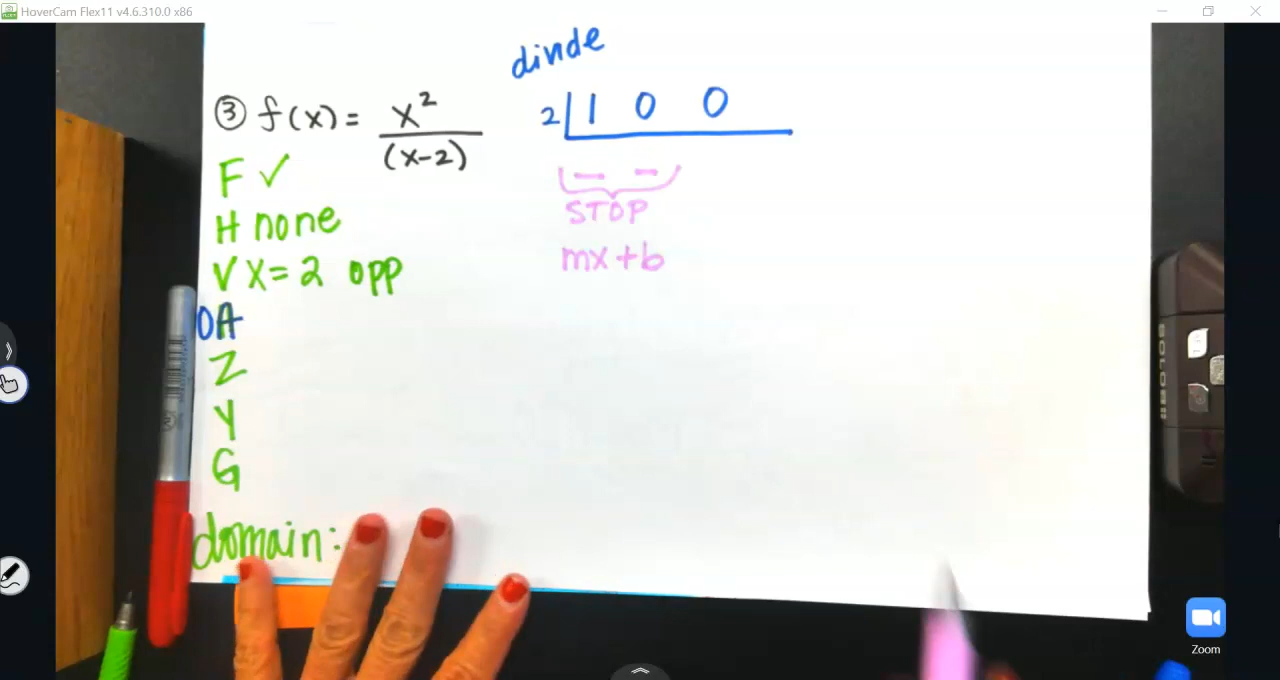 HoverCam Flex11 v4.6.310.0 x86
divide
③ f(x) = x²/(x-2)
2 | 1 0 0
F ✓
STOP
mx+b
H none
V x=2 opp
OA
Z
Y
G
domain:
Zoom